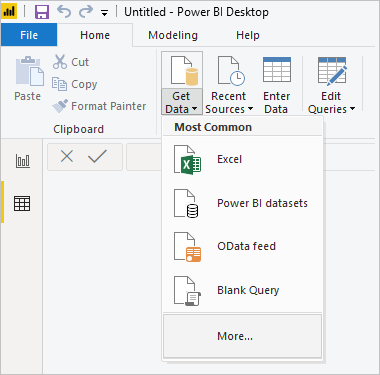 Untitled - Power BI Desktop
File Home Modeling Help
Paste
Cut
Copy
Format Painter
Clipboard
Get Data
Recent Sources
Enter Data
Edit Queries
Most Common
Excel
Power BI datasets
OData feed
Blank Query
More...